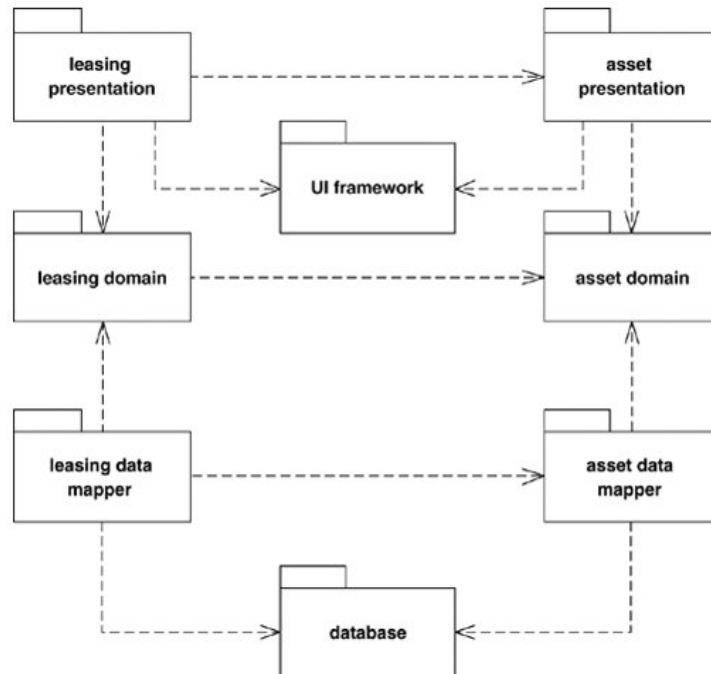 leasing
presentation
asset
presentation
UI framework
leasing domain
asset domain
leasing data
mapper
asset data
mapper
database